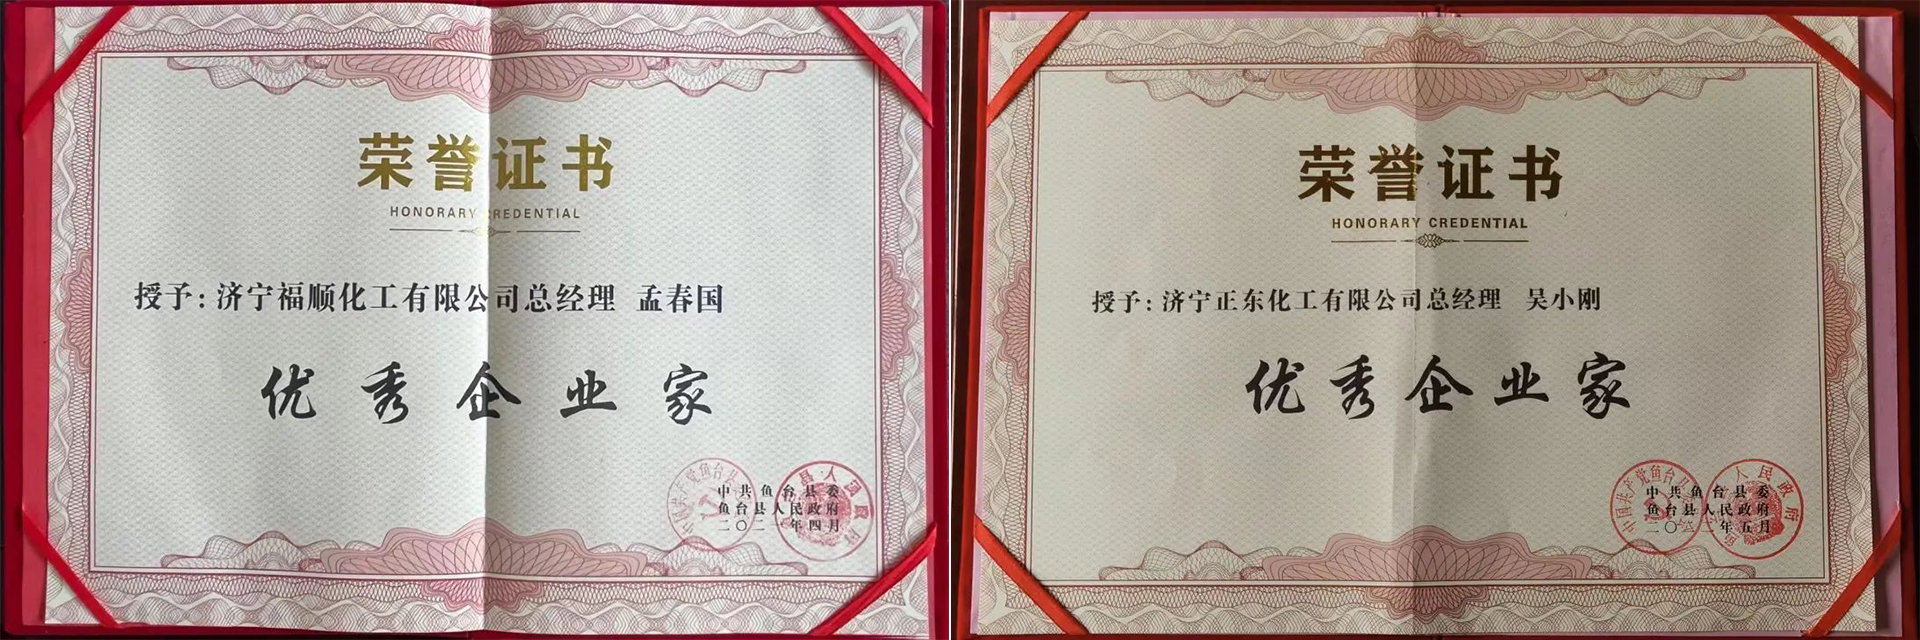 荣誉证书
HONORARY CREDENTIAL
授予:济宁福顺化工有限公司总经理 孟春国
优秀企业家
中共鱼台县委
鱼台县人民政府
二〇二一年四月
荣誉证书
HONORARY CREDENTIAL
授予:济宁正东化工有限公司总经理 吴小刚
优秀企业家
中共鱼台县委
鱼台县人民政府
年五月